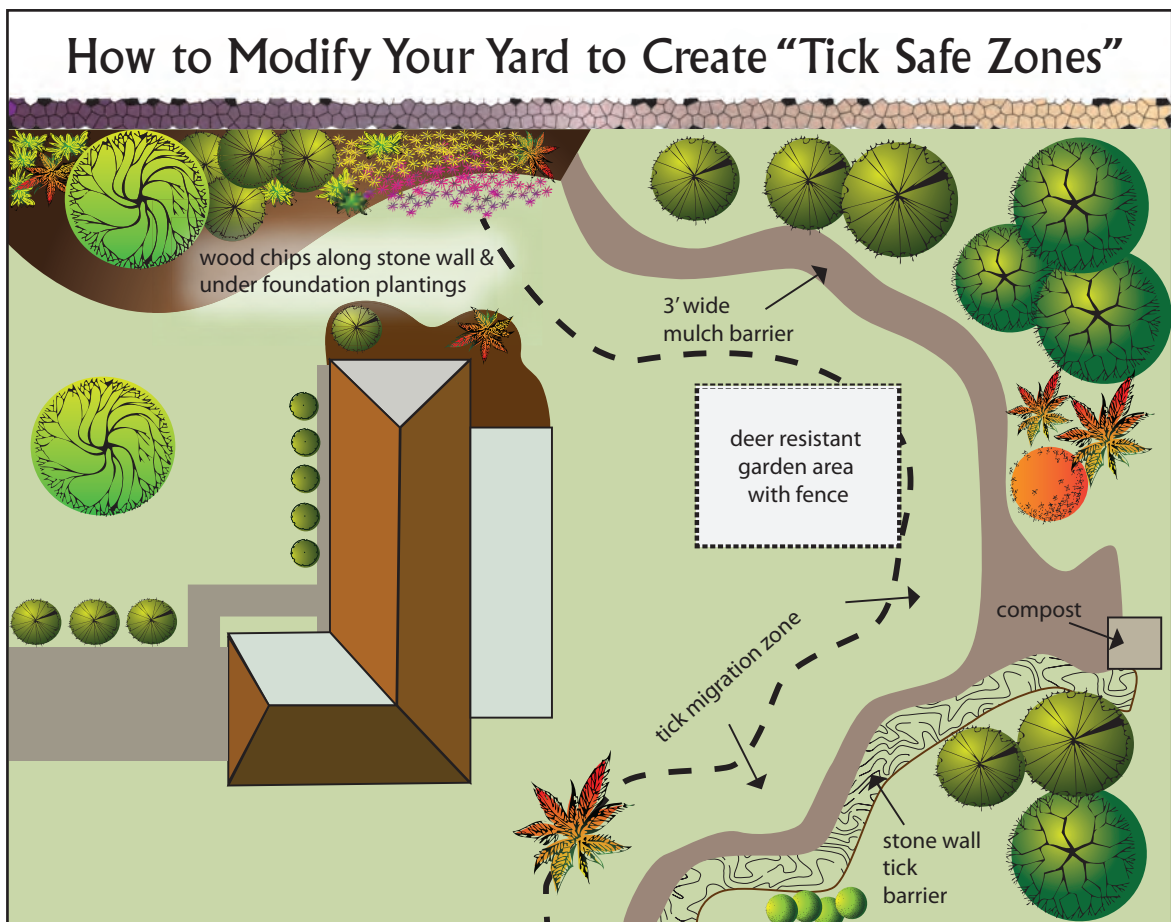 How to Modify Your Yard to Create “Tick Safe Zones”
wood chips along stone wall &
under foundation plantings
3’ wide
mulch barrier
deer resistant
garden area
with fence
compost
tick migration zone
stone wall
tick
barrier